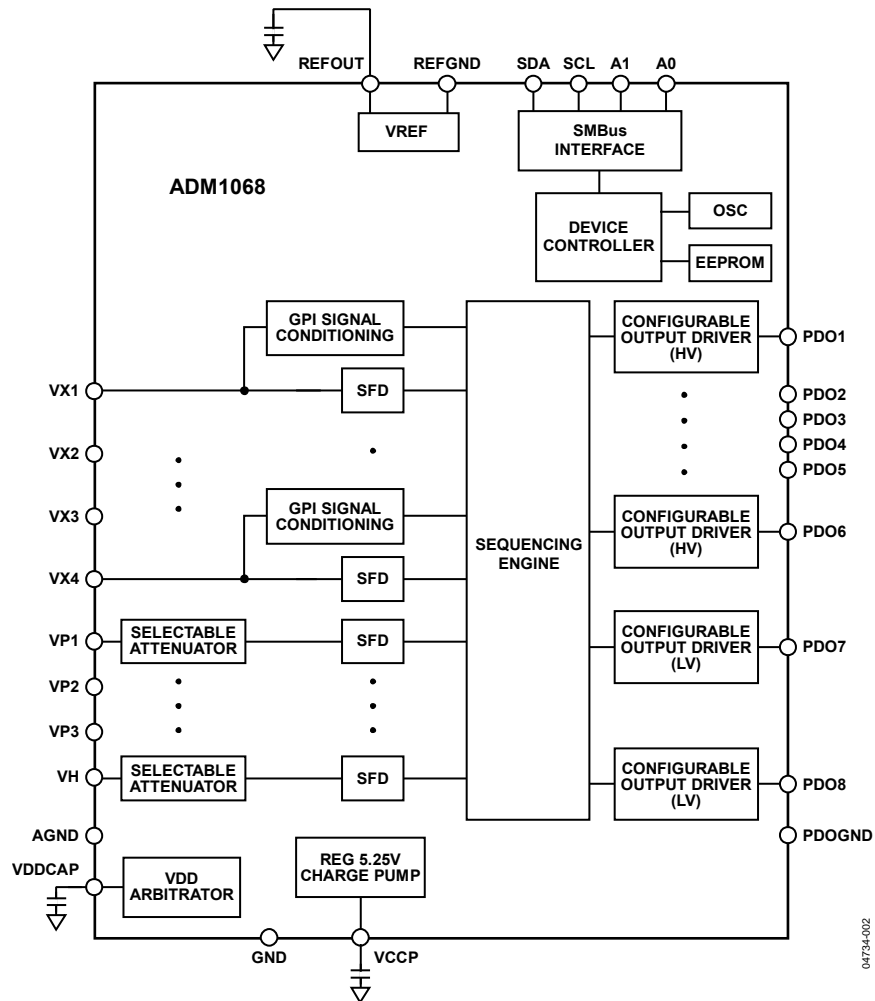 REFOUT REFGND SDA SCL A1 A0
VREF
SMBus
INTERFACE
ADM1068
DEVICE
CONTROLLER
OSC
EEPROM
GPI SIGNAL
CONDITIONING
CONFIGURABLE
OUTPUT DRIVER
(HV)
PDO1
VX1
SFD
PDO2
PDO3
VX2
PDO4
PDO5
VX3
GPI SIGNAL
CONDITIONING
SEQUENCING
ENGINE
CONFIGURABLE
OUTPUT DRIVER
(HV)
PDO6
VX4
SFD
VP1
SELECTABLE
ATTENUATOR
SFD
CONFIGURABLE
OUTPUT DRIVER
(LV)
PDO7
VP2
VP3
VH
SELECTABLE
ATTENUATOR
SFD
CONFIGURABLE
OUTPUT DRIVER
(LV)
PDO8
AGND
PDOGND
VDDCAP
VDD
ARBITRATOR
REG 5.25V
CHARGE PUMP
GND
VCCP
04734-002